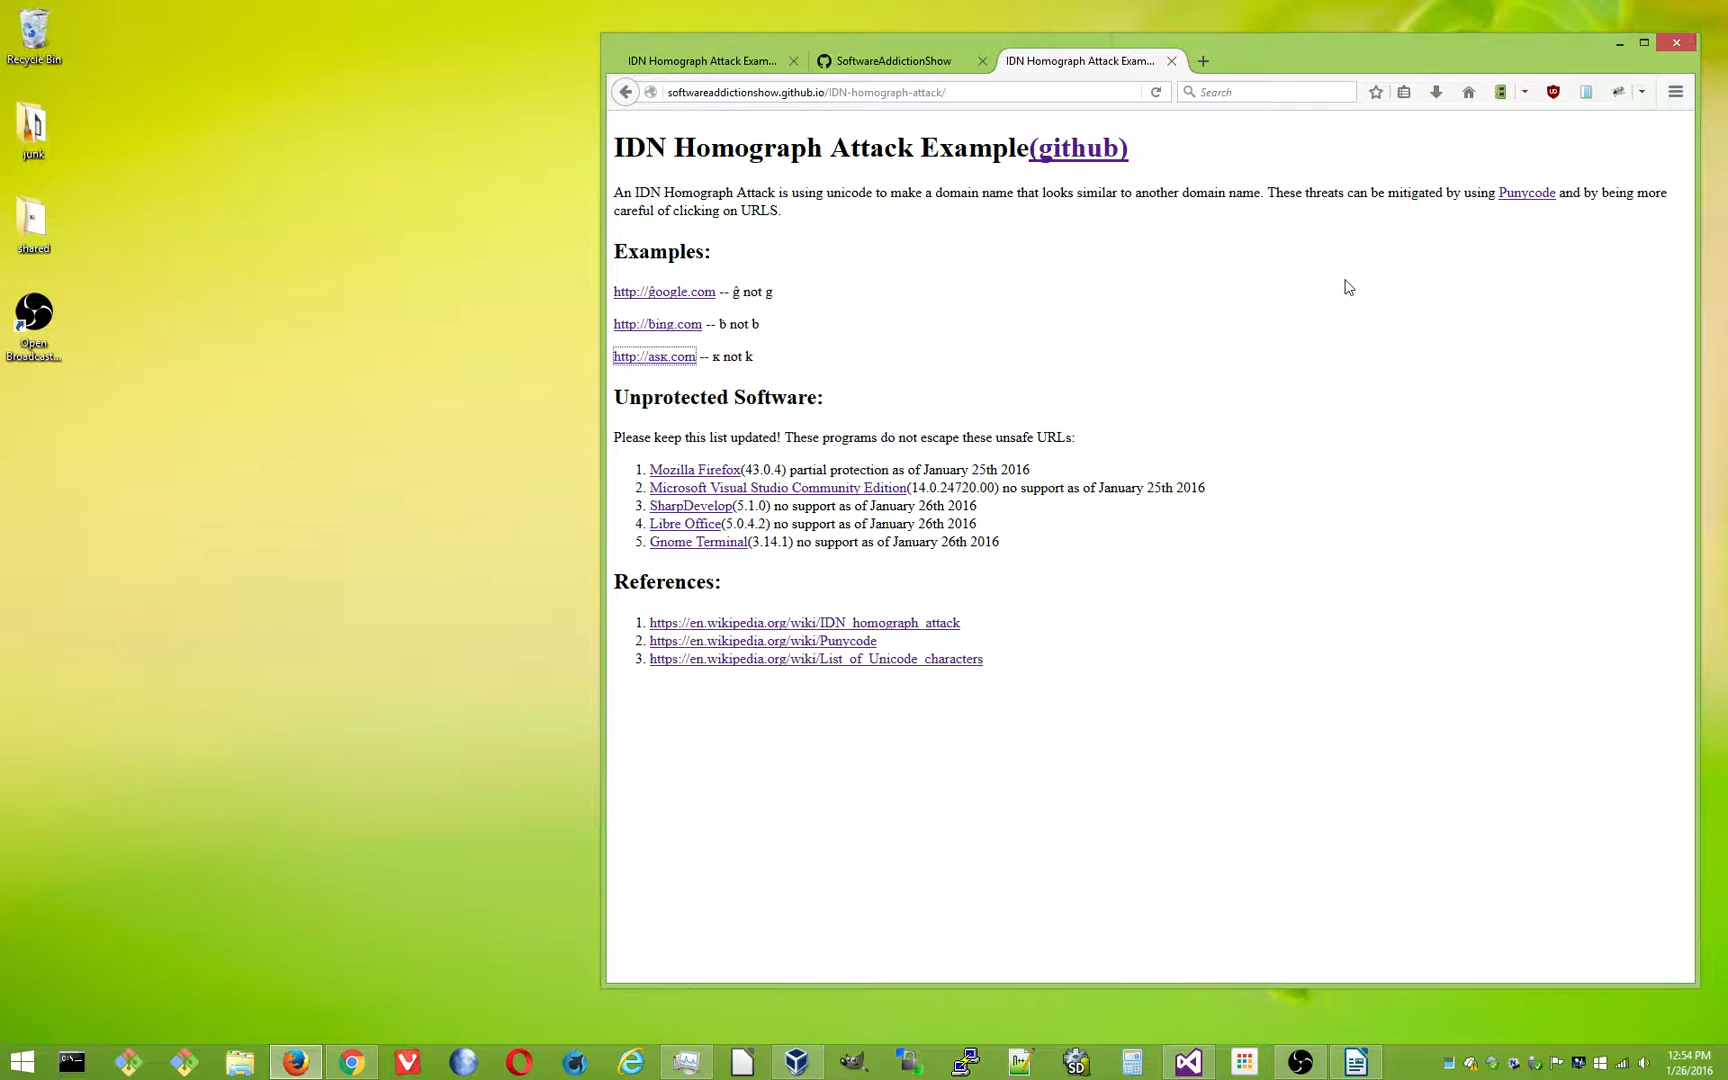 Recycle Bin
junk
shared
Open
Broadcast...
IDN Homograph Attack Exam...
SoftwareAddictionShow
IDN Homograph Attack Exam...
softwareaddictionshow.github.io/IDN-homograph-attack/
Search
IDN Homograph Attack Example(github)
An IDN Homograph Attack is using unicode to make a domain name that looks similar to another domain name. These threats can be mitigated by using Punycode and by being more
careful of clicking on URLS.
Examples:
http://ĝoogle.com -- ĝ not g
http://ƅing.com -- ƅ not b
http://asĸ.com -- ĸ not k
Unprotected Software:
Please keep this list updated! These programs do not escape these unsafe URLs:
1. Mozilla Firefox(43.0.4) partial protection as of January 25th 2016
2. Microsoft Visual Studio Community Edition(14.0.24720.00) no support as of January 25th 2016
3. SharpDevelop(5.1.0) no support as of January 26th 2016
4. Libre Office(5.0.4.2) no support as of January 26th 2016
5. Gnome Terminal(3.14.1) no support as of January 26th 2016
References:
1. https://en.wikipedia.org/wiki/IDN_homograph_attack
2. https://en.wikipedia.org/wiki/Punycode
3. https://en.wikipedia.org/wiki/List_of_Unicode_characters
12:54 PM
1/26/2016